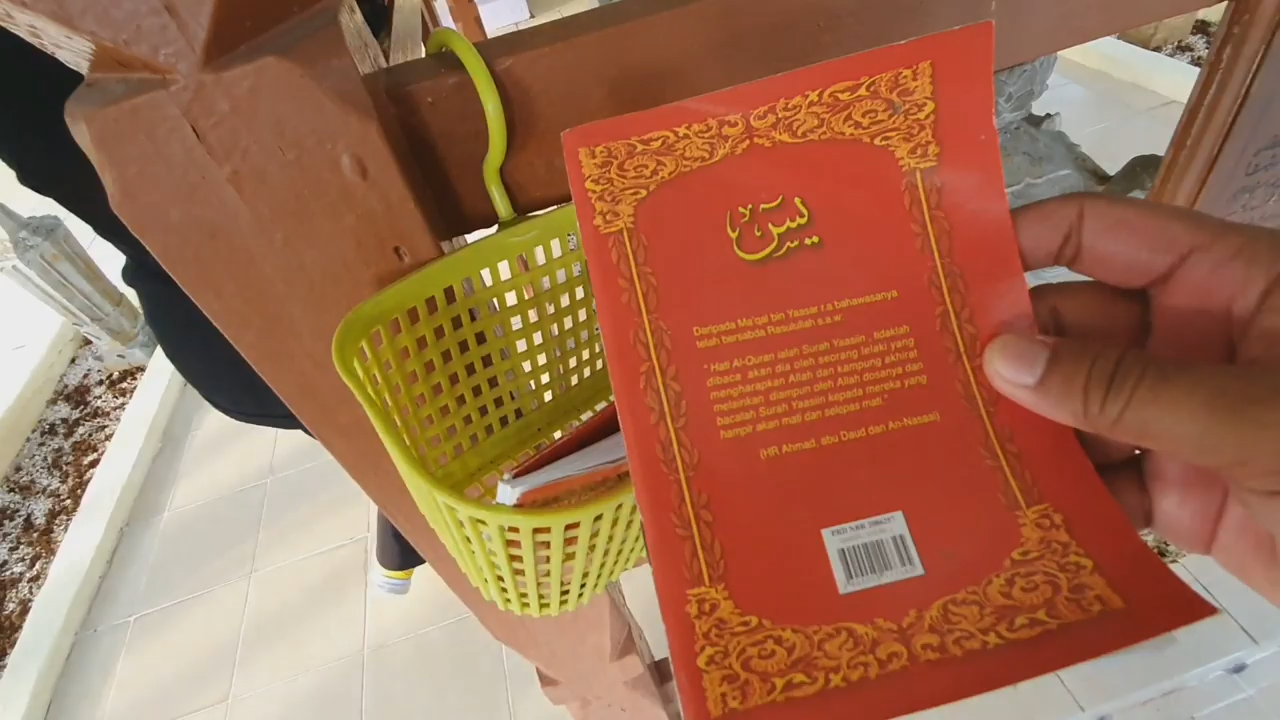 يسٓ
Daripada Ma'qal bin Yaasar r.a bahawasanya
telah bersabda Rasulullah s.a.w:
" Hati Al-Quran ialah Surah Yaasiin , tidaklah
dibaca akan dia oleh seorang lelaki yang
mengharapkan Allah dan kampung akhirat
melainkan diampun oleh Allah dosanya dan
bacalah Surah Yaasiin kepada mereka yang
hampir akan mati dan selepas mati."
(HR Ahmad, abu Daud dan An-Nasaai)